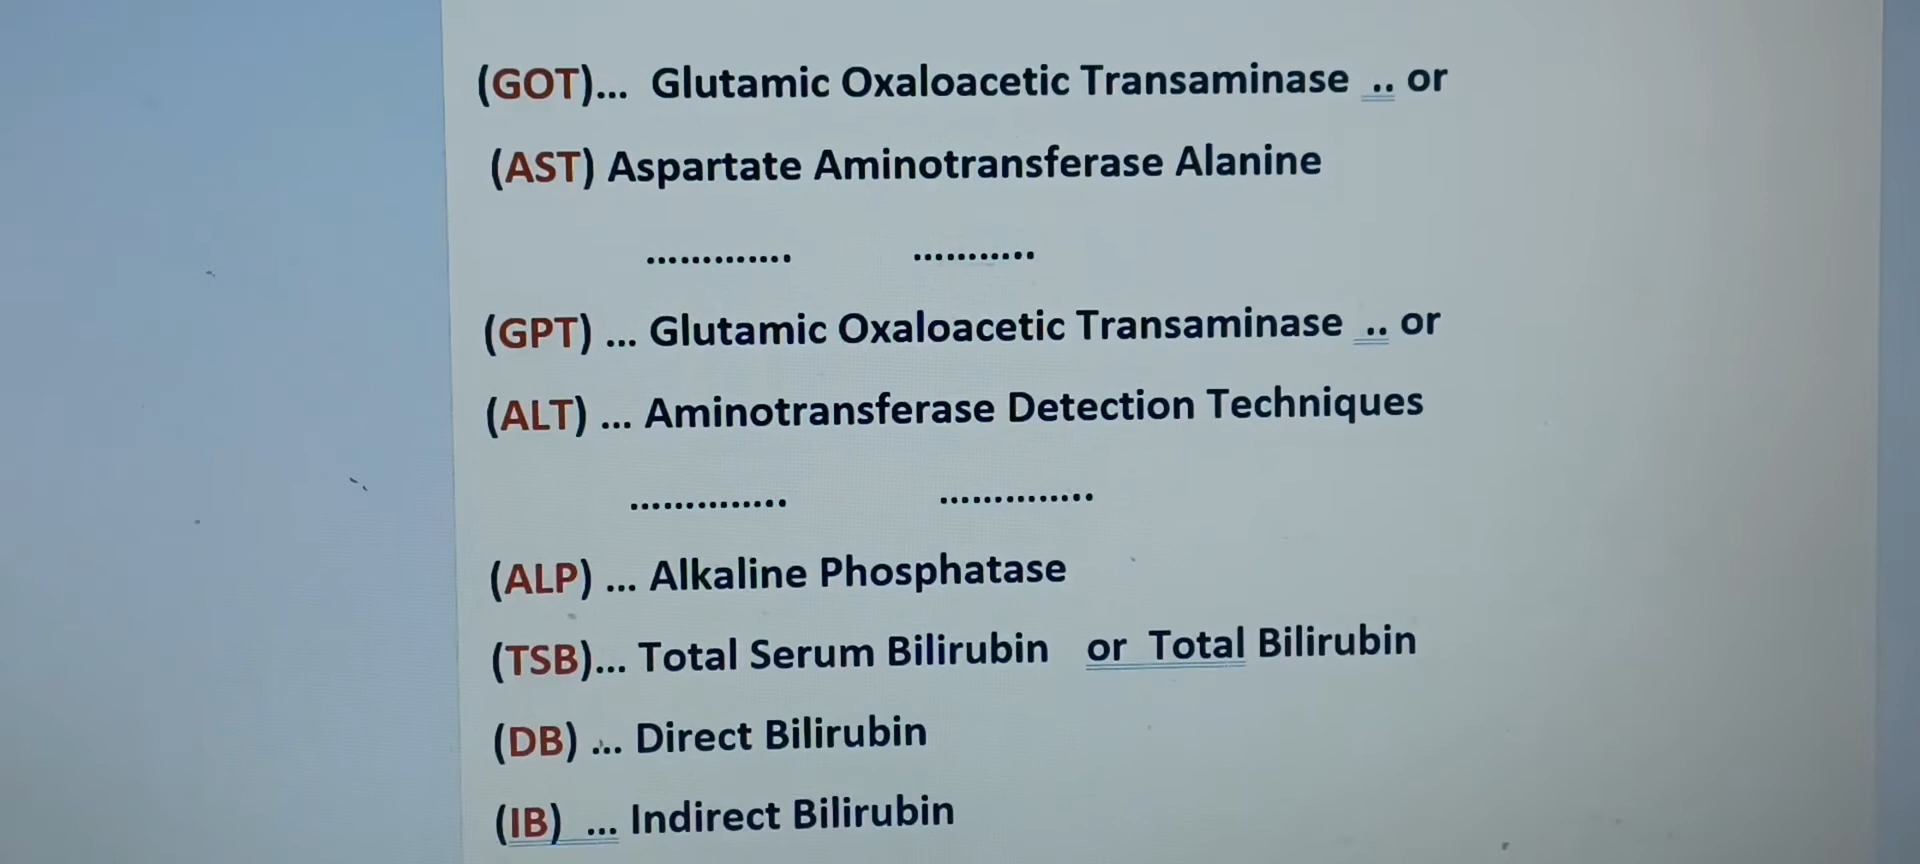 (GOT)... Glutamic Oxaloacetic Transaminase .. or
(AST) Aspartate Aminotransferase Alanine
............. ...........
(GPT) ... Glutamic Oxaloacetic Transaminase .. or
(ALT) ... Aminotransferase Detection Techniques
.............. ..............
(ALP) ... Alkaline Phosphatase
(TSB)... Total Serum Bilirubin or Total Bilirubin
(DB) ... Direct Bilirubin
(IB) ... Indirect Bilirubin